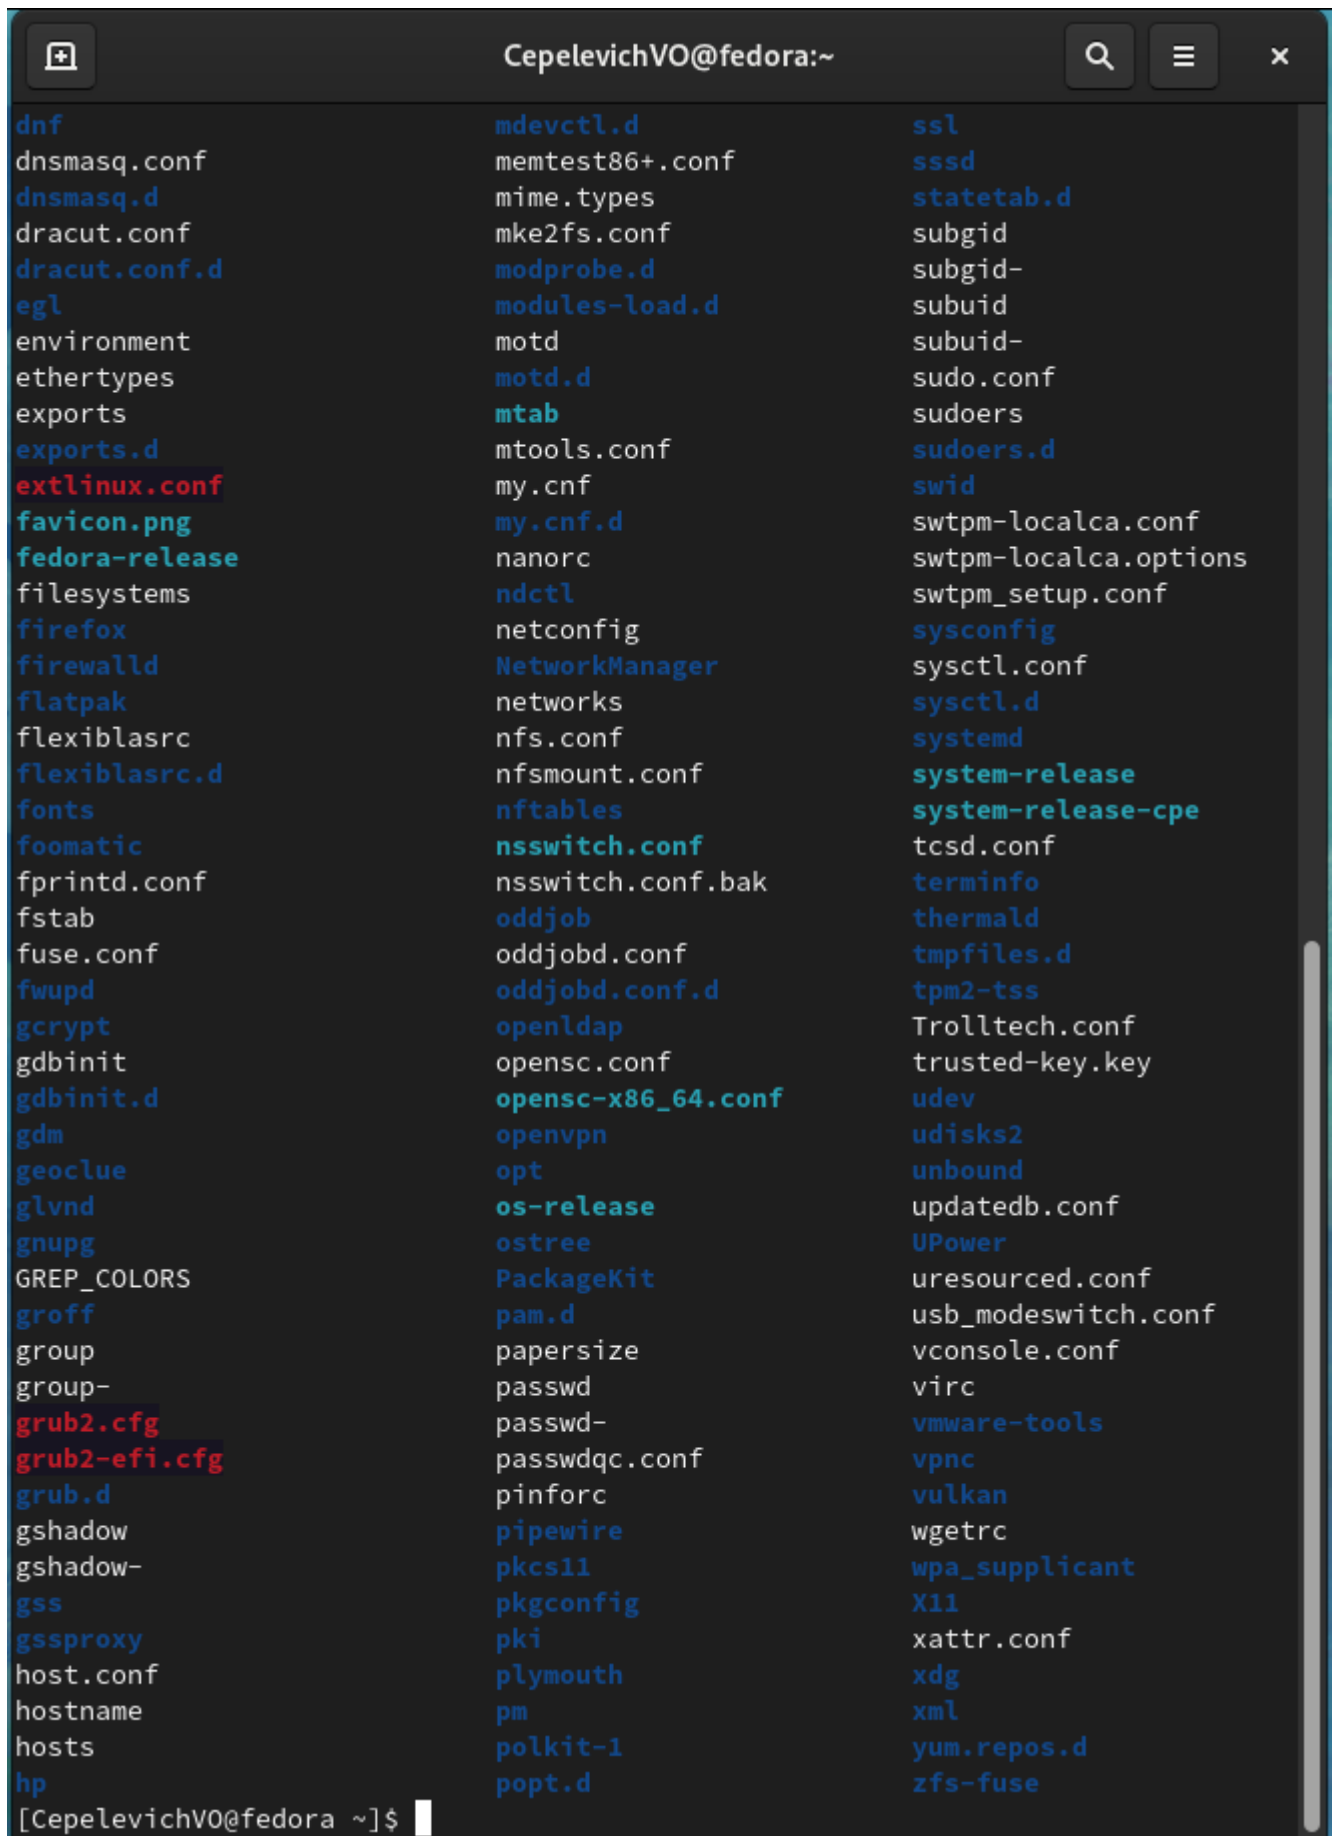 CepelevichVO@fedora:~
dnf mdevctl.d ssl
dnsmasq.conf memtest86+.conf sssd
dnsmasq.d mime.types statetab.d
dracut.conf mke2fs.conf subgid
dracut.conf.d modprobe.d subgid-
egl modules-load.d subuid
environment motd subuid-
ethertypes motd.d sudo.conf
exports mtab sudoers
exports.d mtools.conf sudoers.d
extlinux.conf my.cnf swid
favicon.png my.cnf.d swtpm-localca.conf
fedora-release nanorc swtpm-localca.options
filesystems ndctl swtpm_setup.conf
firefox netconfig sysconfig
firewalld NetworkManager sysctl.conf
flatpak networks sysctl.d
flexiblasrc nfs.conf systemd
flexiblasrc.d nfsmount.conf system-release
fonts nftables system-release-cpe
foomatic nsswitch.conf tcsd.conf
fprintd.conf nsswitch.conf.bak terminfo
fstab oddjob thermald
fuse.conf oddjobd.conf tmpfiles.d
fwupd oddjobd.conf.d tpm2-tss
gcrypt openldap Trolltech.conf
gdbinit opensc.conf trusted-key.key
gdbinit.d opensc-x86_64.conf udev
gdm openvpn udisks2
geoclue opt unbound
glvnd os-release updatedb.conf
gnupg ostree UPower
GREP_COLORS PackageKit uresourced.conf
groff pam.d usb_modeswitch.conf
group papersize vconsole.conf
group- passwd virc
grub2.cfg passwd- vmware-tools
grub2-efi.cfg passwdqc.conf vpnc
grub.d pinforc vulkan
gshadow pipewire wgetrc
gshadow- pkcs11 wpa_supplicant
gss pkgconfig X11
gssproxy pki xattr.conf
host.conf plymouth xdg
hostname pm xml
hosts polkit-1 yum.repos.d
hp popt.d zfs-fuse
[CepelevichVO@fedora ~]$